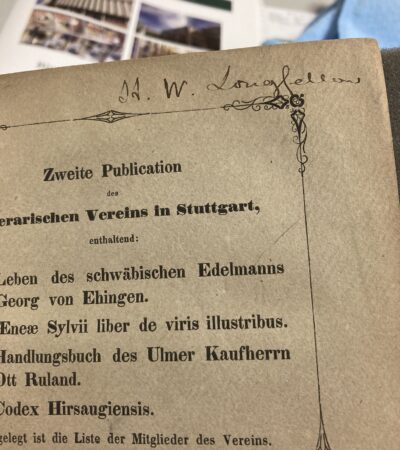 H. W. Longfellow
Zweite Publication
des
erarischen Vereins in Stuttgart,
enthaltend:
Leben des schwäbischen Edelmanns
Georg von Ehingen.
Æneæ Sylvii liber de viris illustribus.
Handlungsbuch des Ulmer Kaufherrn
Ott Ruland.
Codex Hirsaugiensis.
gelegt ist die Liste der Mitglieder des Vereins.